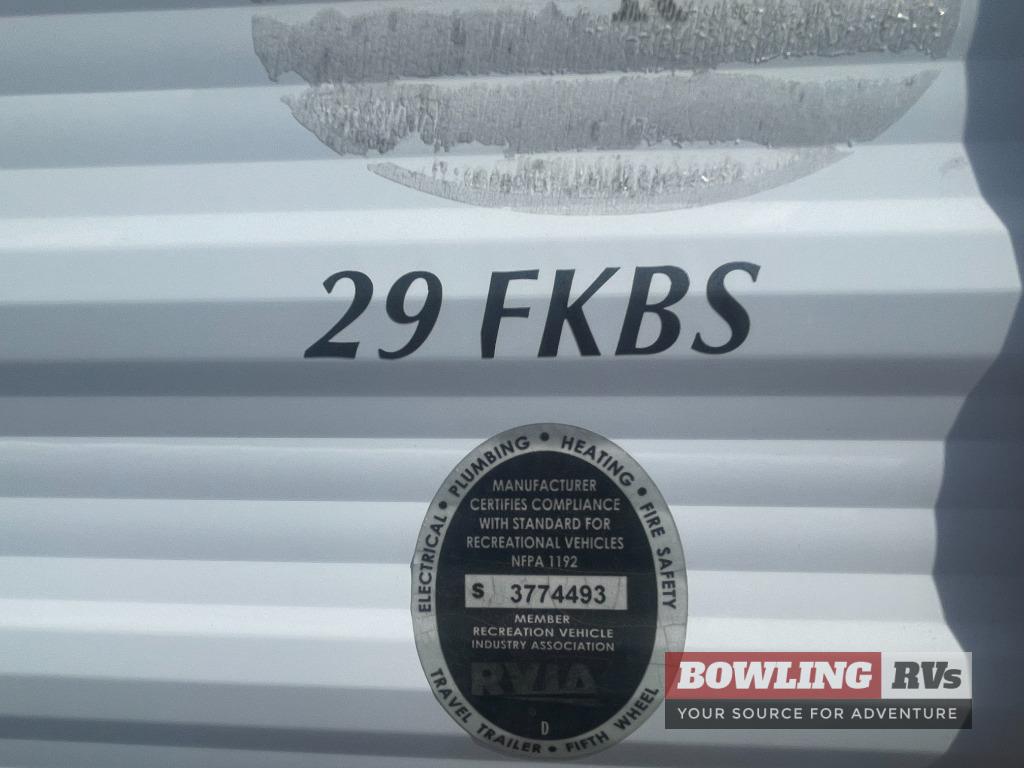 29 FKBS
ELECTRICAL • PLUMBING • HEATING • FIRE SAFETY
MANUFACTURER
CERTIFIES COMPLIANCE
WITH STANDARD FOR
RECREATIONAL VEHICLES
NFPA 1192
S 3774493
MEMBER
RECREATION VEHICLE
INDUSTRY ASSOCIATION
RVIA
D
TRAVEL TRAILER • FIFTH WHEEL
BOWLING RVs
YOUR SOURCE FOR ADVENTURE